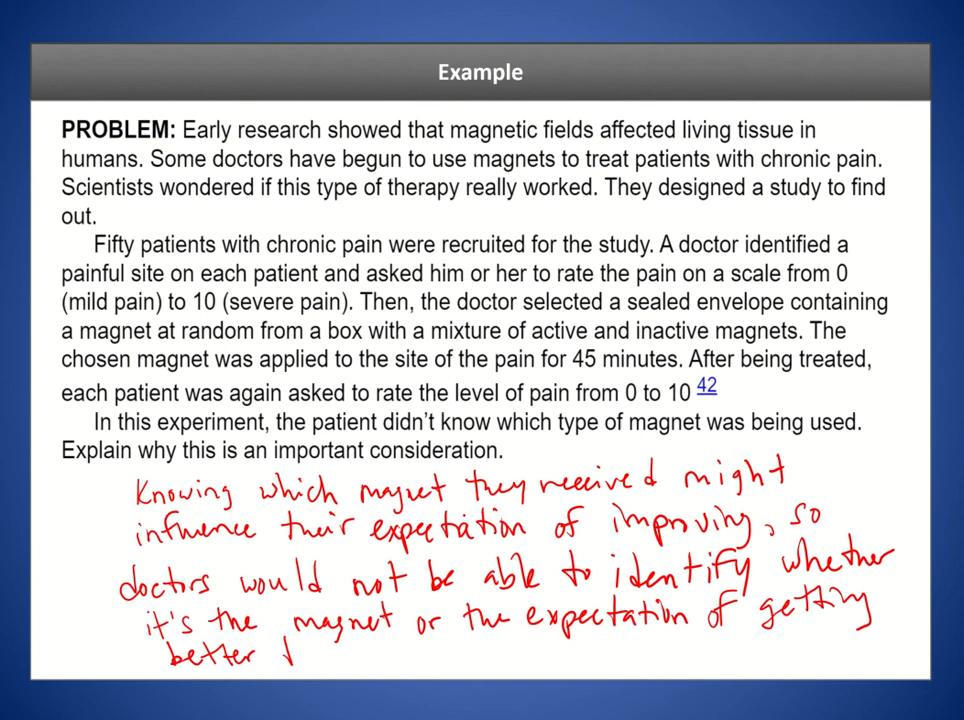 Example
PROBLEM: Early research showed that magnetic fields affected living tissue in
humans. Some doctors have begun to use magnets to treat patients with chronic pain.
Scientists wondered if this type of therapy really worked. They designed a study to find
out.
Fifty patients with chronic pain were recruited for the study. A doctor identified a
painful site on each patient and asked him or her to rate the pain on a scale from 0
(mild pain) to 10 (severe pain). Then, the doctor selected a sealed envelope containing
a magnet at random from a box with a mixture of active and inactive magnets. The
chosen magnet was applied to the site of the pain for 45 minutes. After being treated,
each patient was again asked to rate the level of pain from 0 to 10 42
In this experiment, the patient didn't know which type of magnet was being used.
Explain why this is an important consideration.
Knowing which magnet they received might
influence their expectation of improving, so
doctors would not be able to identify whether
it's the magnet or the expectation of getting
better